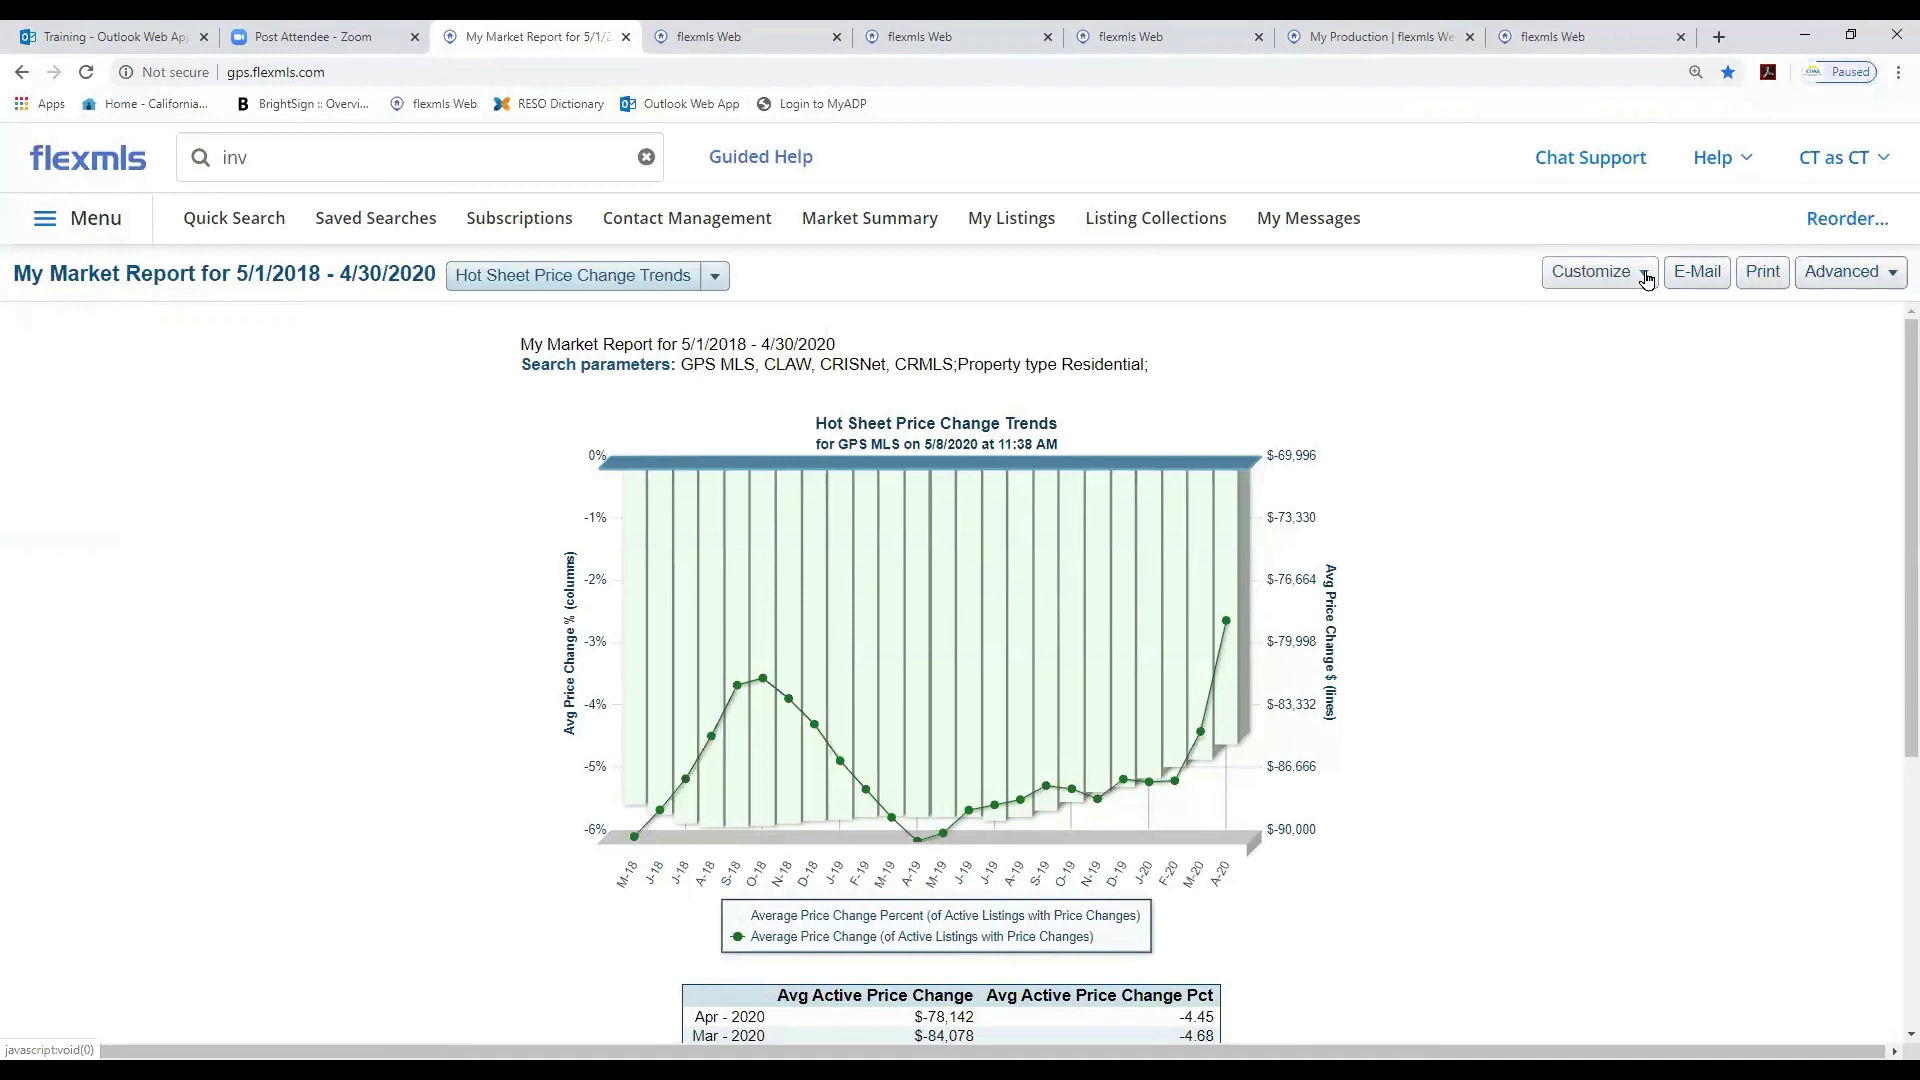 Training - Outlook Web Ap
Post Attendee - Zoom
My Market Report for 5/1/2
flexmls Web
flexmls Web
flexmls Web
My Production | flexmls We
flexmls Web
Not secure
gps.flexmls.com
Paused
Apps
Home - California...
BrightSign :: Overvi...
flexmls Web
RESO Dictionary
Outlook Web App
Login to MyADP
flexmls
inv
Guided Help
Chat Support
Help
CT as CT
Menu
Quick Search
Saved Searches
Subscriptions
Contact Management
Market Summary
My Listings
Listing Collections
My Messages
Reorder...
My Market Report for 5/1/2018 - 4/30/2020
Hot Sheet Price Change Trends
Customize
E-Mail
Print
Advanced
My Market Report for 5/1/2018 - 4/30/2020
Search parameters: GPS MLS, CLAW, CRISNet, CRMLS;Property type Residential;
Hot Sheet Price Change Trends
for GPS MLS on 5/8/2020 at 11:38 AM
Avg Price Change % (columns)
0%
-1%
-2%
-3%
-4%
-5%
-6%
$-69,996
$-73,330
$-76,664
$-79,998
$-83,332
$-86,666
$-90,000
Avg Price Change $ (lines)
M-18
J-18
J-18
A-18
S-18
O-18
N-18
D-18
J-19
F-19
M-19
A-19
M-19
J-19
J-19
A-19
S-19
O-19
N-19
D-19
J-20
F-20
M-20
A-20
Average Price Change Percent (of Active Listings with Price Changes)
Average Price Change (of Active Listings with Price Changes)
Avg Active Price Change Avg Active Price Change Pct
Apr - 2020 $-78,142 -4.45
Mar - 2020 $-84,078 -4.68
javascript:void(0)